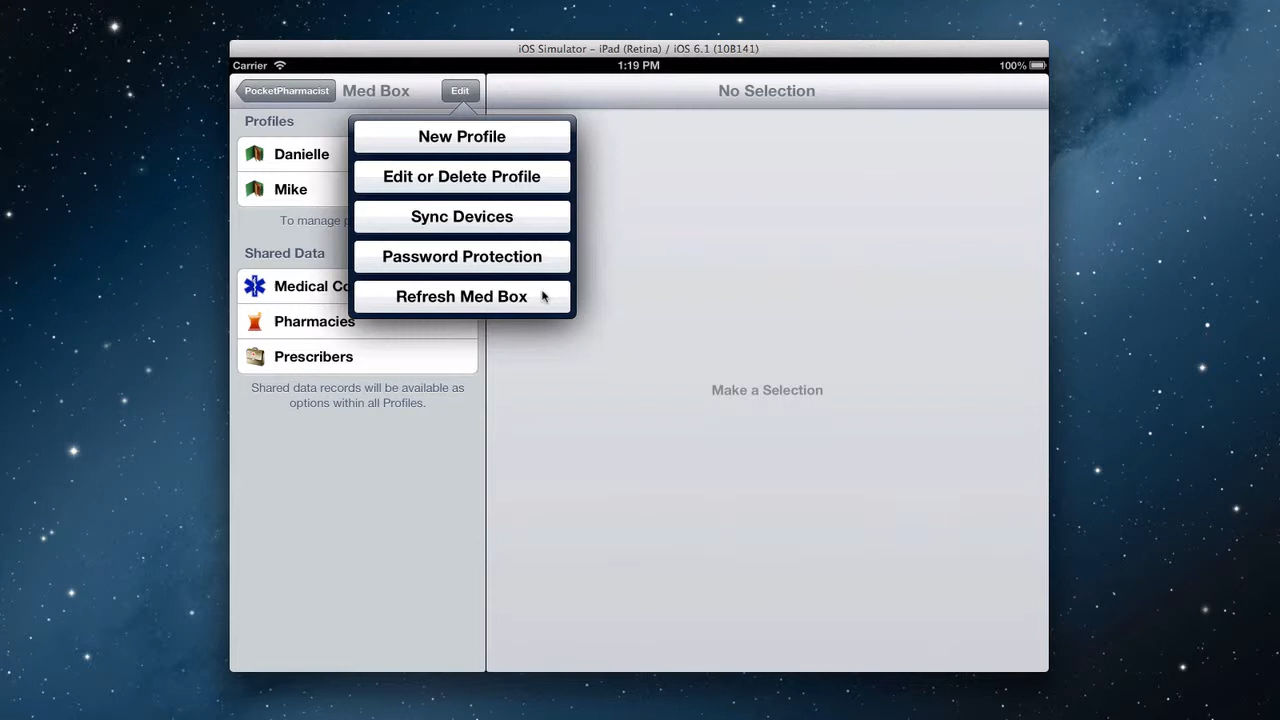 iOS Simulator – iPad (Retina) / iOS 6.1 (10B141)
Carrier 1:19 PM 100%
PocketPharmacist Med Box Edit No Selection
Profiles
New Profile
Danielle
Edit or Delete Profile
Mike
Sync Devices
To manage
Shared Data
Password Protection
Medical
Refresh Med Box
Pharmacies
Prescribers
Shared data records will be available as
options within all Profiles.
Make a Selection